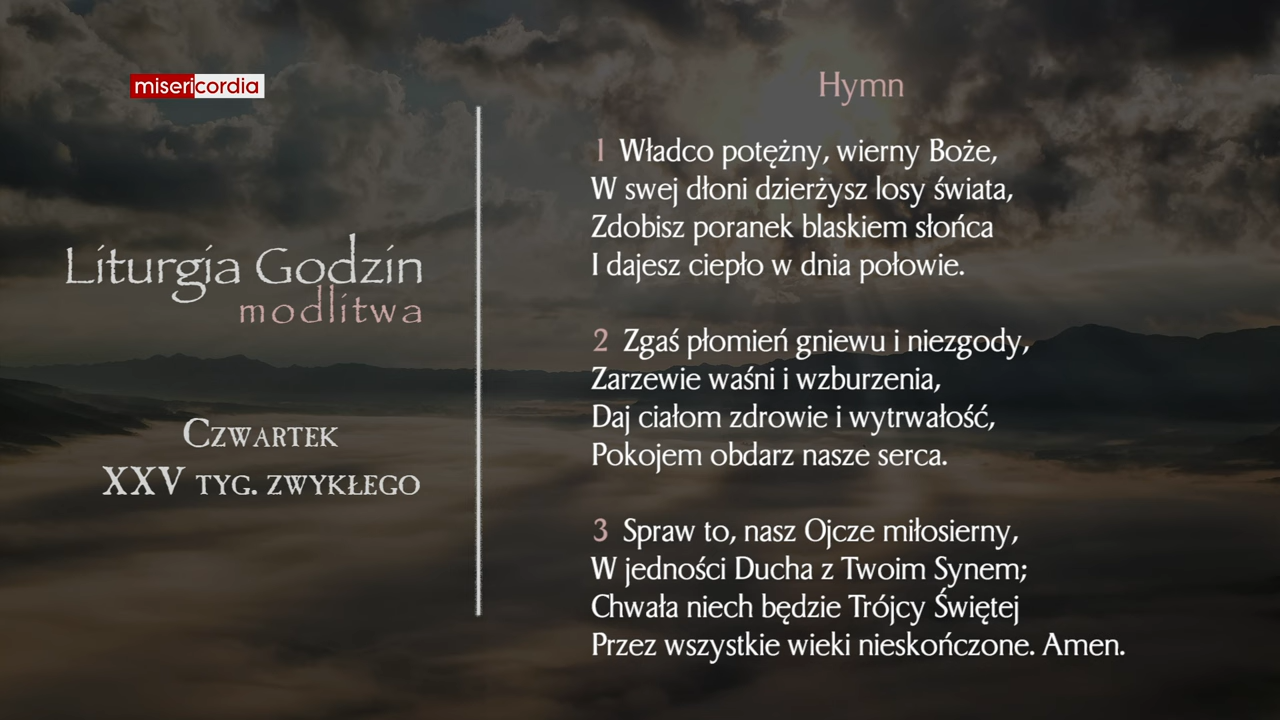 misericordia
Liturgia Godzin
modlitwa
Czwartek
XXV tyg. zwykłego
Hymn
1 Władco potężny, wierny Boże,
W swej dłoni dzierżysz losy świata,
Zdobisz poranek blaskiem słońca
I dajesz ciepło w dnia połowie.
2 Zgaś płomień gniewu i niezgody,
Zarzewie waśni i wzburzenia,
Daj ciałom zdrowie i wytrwałość,
Pokojem obdarz nasze serca.
3 Spraw to, nasz Ojcze miłosierny,
W jedności Ducha z Twoim Synem;
Chwała niech będzie Trójcy Świętej
Przez wszystkie wieki nieskończone. Amen.